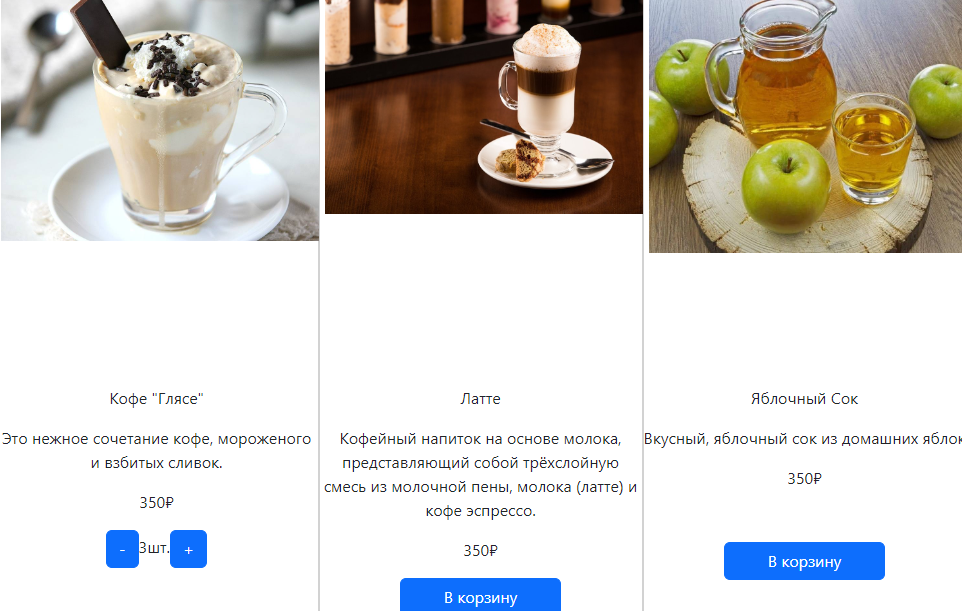 Кофе "Глясе"
Это нежное сочетание кофе, мороженого
и взбитых сливок.
350₽
- 3шт. +
Латте
Кофейный напиток на основе молока,
представляющий собой трёхслойную
смесь из молочной пены, молока (латте) и
кофе эспрессо.
350₽
В корзину
Яблочный Сок
Вкусный, яблочный сок из домашних яблок
350₽
В корзину